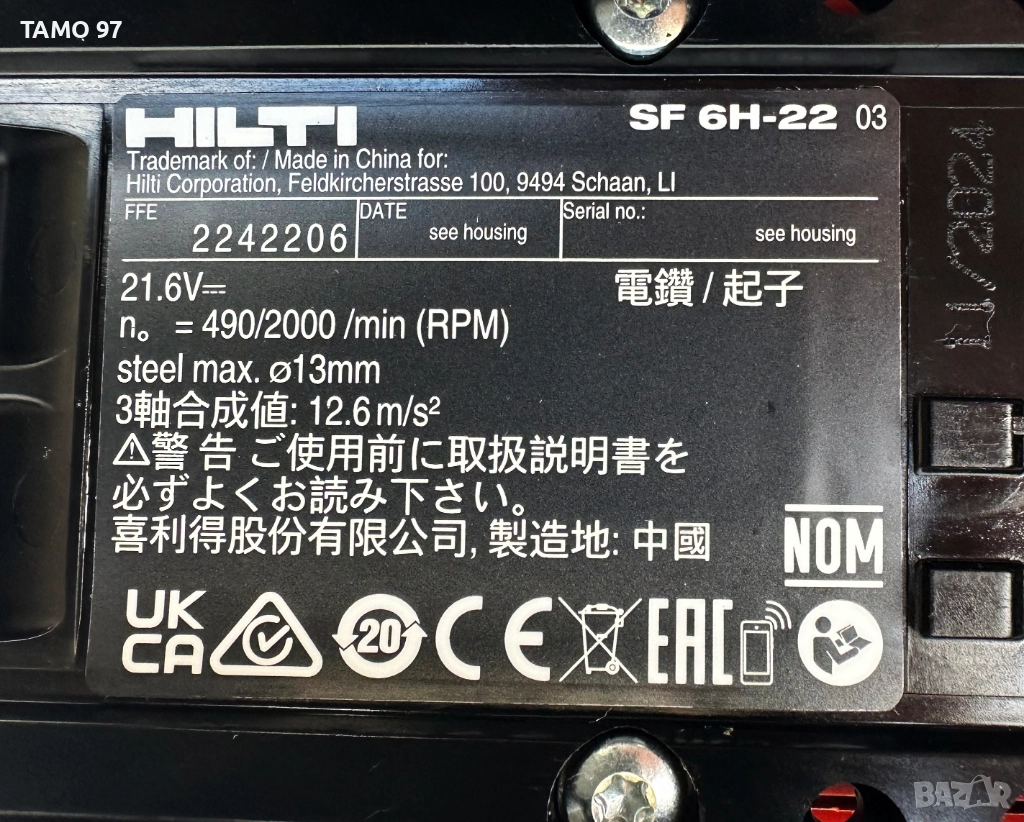 TAMO 97
HILTI
SF 6H-22 03
Trademark of: / Made in China for:
Hilti Corporation, Feldkircherstrasse 100, 9494 Schaan, LI
FFE
2242206
DATE
see housing
Serial no.:
see housing
21.6V⎓
電鑽 / 起子
n₀ = 490/2000 /min (RPM)
steel max. ø13mm
3軸合成値: 12.6 m/s²
⚠警 告 ご使用前に取扱説明書を
必ずよくお読み下さい。
喜利得股份有限公司, 製造地: 中國
NOM
UK
CA
20
CE
EAC
11/2024
BAZAR